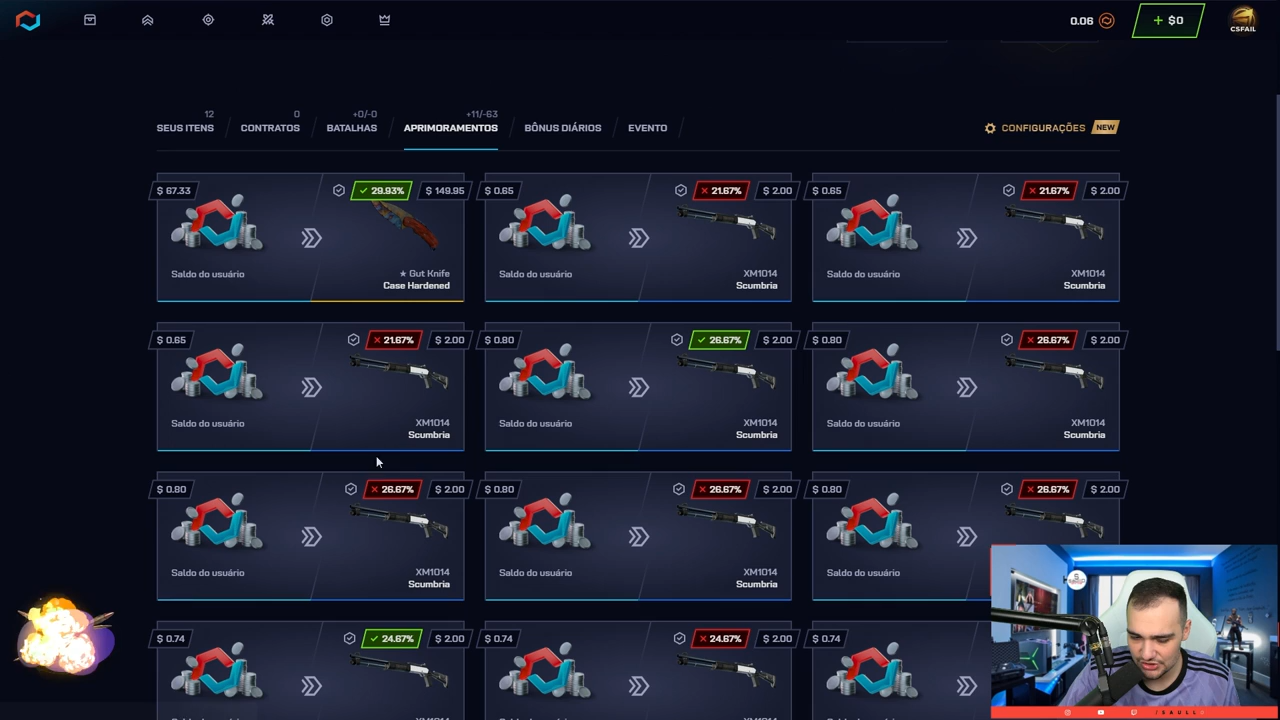 0.06
+ $0
CSFAIL
12
SEUS ITENS
0
CONTRATOS
+0/-0
BATALHAS
+11/-63
APRIMORAMENTOS
BÔNUS DIÁRIOS
EVENTO
CONFIGURAÇÕES NEW
$ 67.33
29.93%
$ 149.95
Saldo do usuário
★ Gut Knife
Case Hardened
$ 0.65
21.67%
$ 2.00
Saldo do usuário
XM1014
Scumbria
$ 0.65
21.67%
$ 2.00
Saldo do usuário
XM1014
Scumbria
$ 0.65
21.67%
$ 2.00
Saldo do usuário
XM1014
Scumbria
$ 0.80
26.67%
$ 2.00
Saldo do usuário
XM1014
Scumbria
$ 0.80
26.67%
$ 2.00
Saldo do usuário
XM1014
Scumbria
$ 0.80
26.67%
$ 2.00
Saldo do usuário
XM1014
Scumbria
$ 0.80
26.67%
$ 2.00
Saldo do usuário
XM1014
Scumbria
$ 0.80
26.67%
$ 2.00
Saldo do usuário
$ 0.74
24.67%
$ 2.00
$ 0.74
24.67%
$ 2.00
$ 0.74